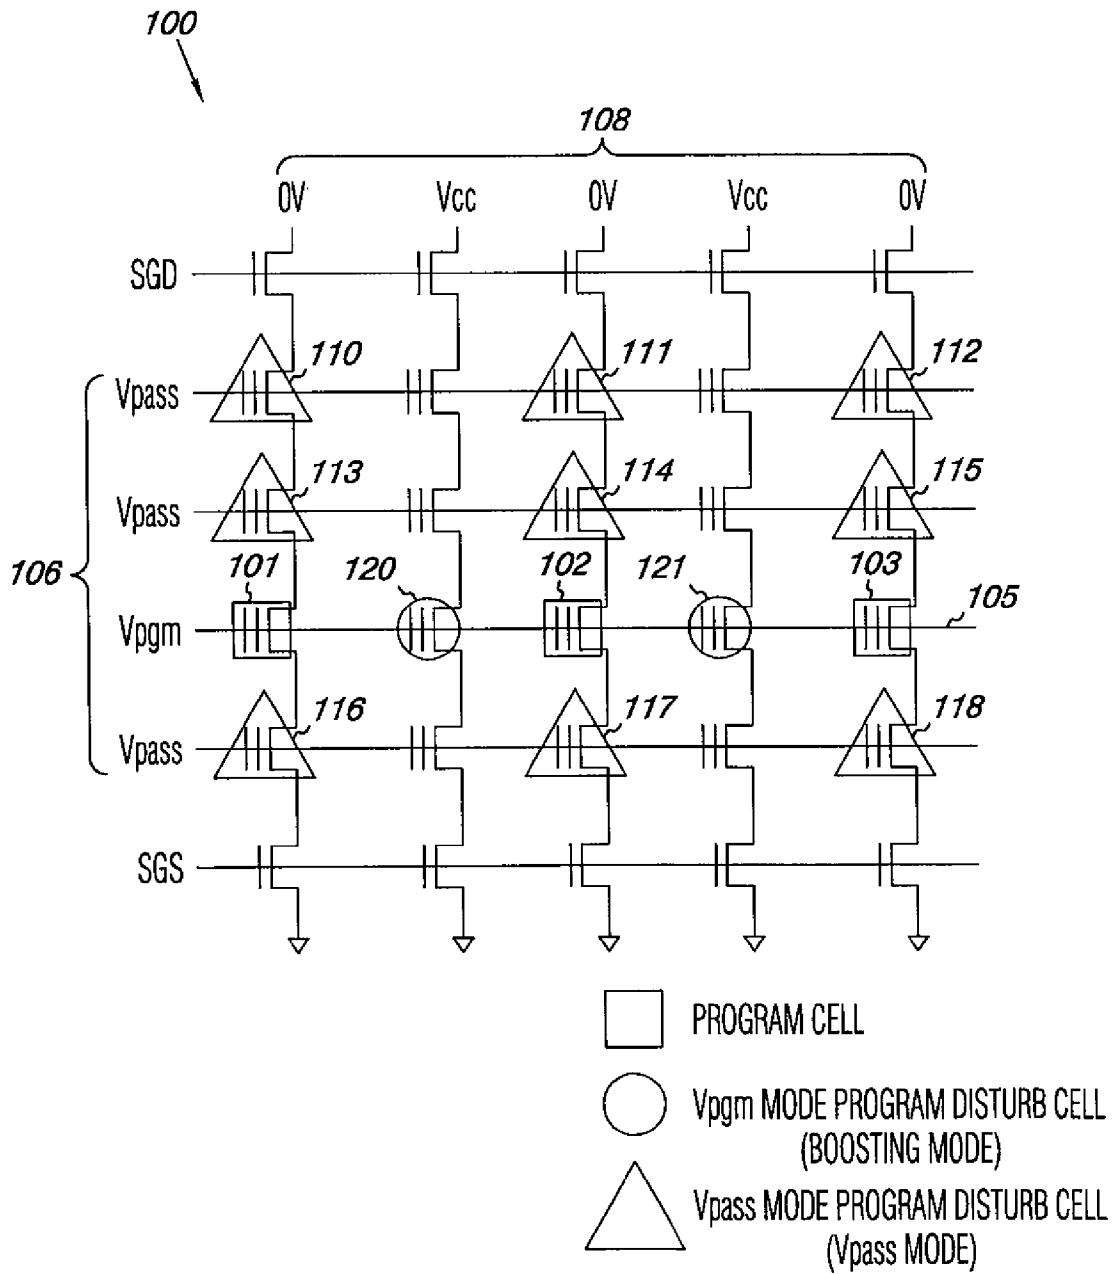 100
108
0V Vcc 0V Vcc 0V
SGD
110 111 112
Vpass
113 114 115
Vpass
106
101 120 102 121 103
105
Vpgm
116 117 118
Vpass
SGS
PROGRAM CELL
Vpgm MODE PROGRAM DISTURB CELL
(BOOSTING MODE)
Vpass MODE PROGRAM DISTURB CELL
(Vpass MODE)